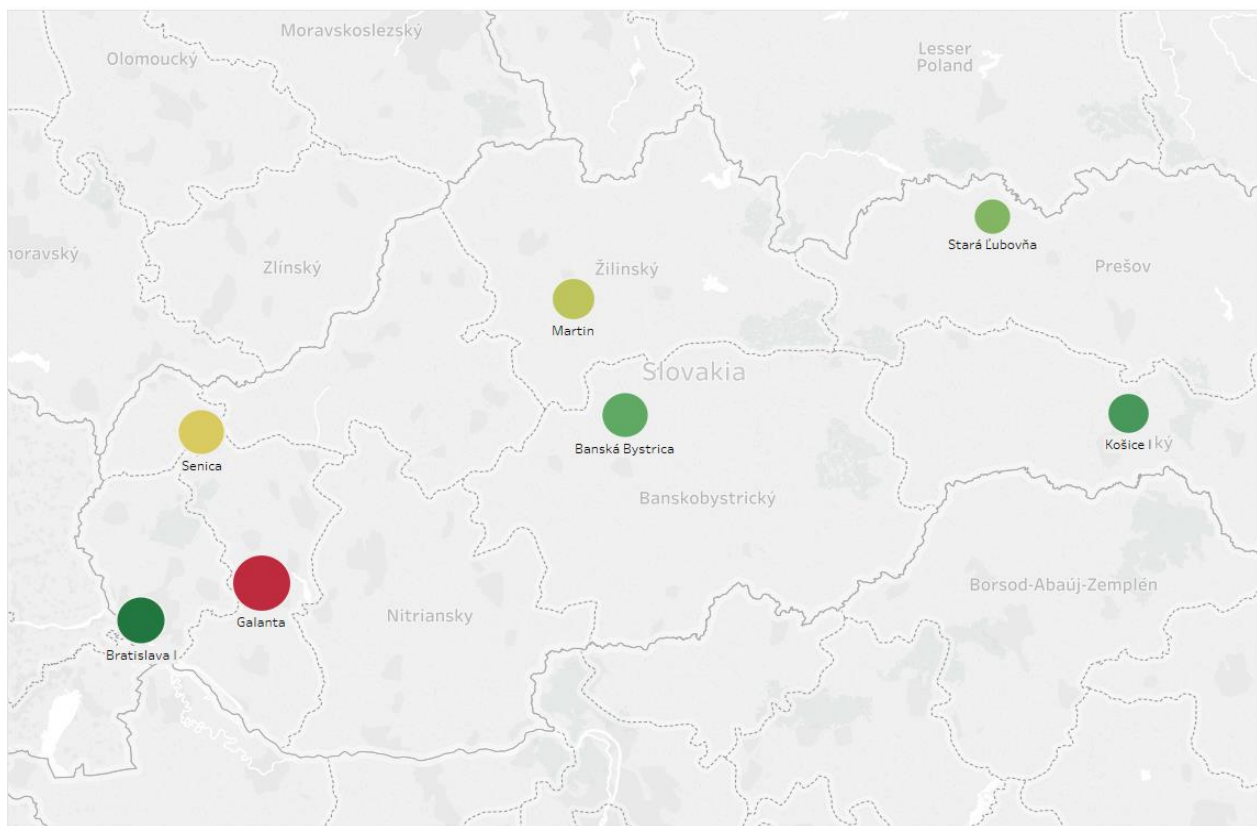 Moravskoslezský
Olomoucký
Lesser
Poland
Stará Ľubovňa
noravský
Zlínský
Žilinský
Prešov
Martin
Slovakia
Senica
Banská Bystrica
Košice I
ký
Banskobystrický
Borsod-Abaúj-Zemplén
Galanta
Nitriansky
Bratislava I